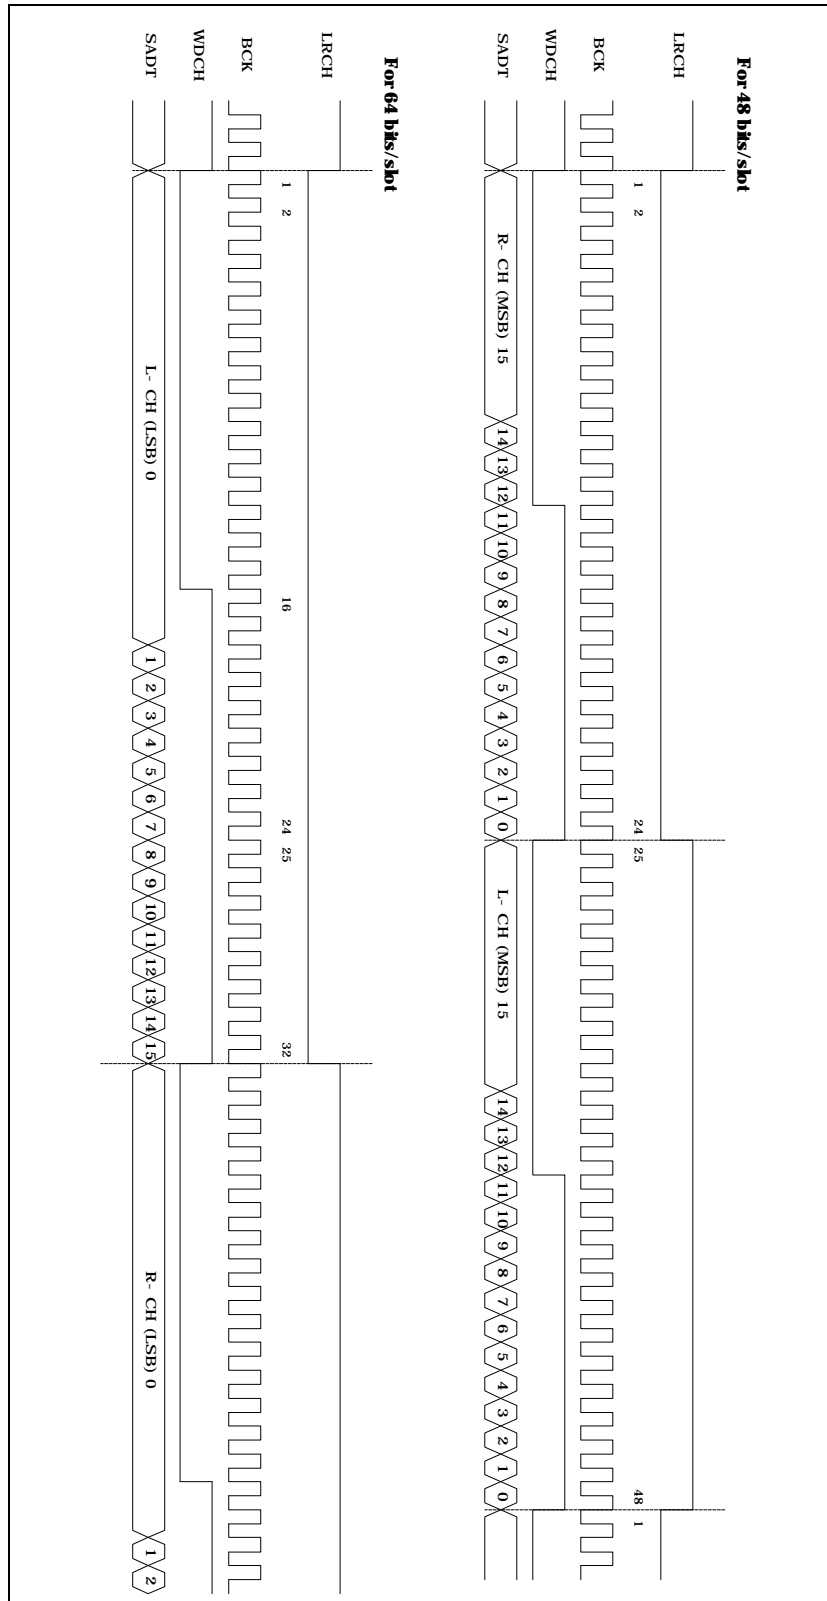 For 48 bits/slot
LRCH
1 2 24 25 48 1
BCK
WDCH
SADT R- CH (MSB) 15 14 13 12 11 10 9 8 7 6 5 4 3 2 1 0 L- CH (MSB) 15 14 13 12 11 10 9 8 7 6 5 4 3 2 1 0
For 64 bits/slot
LRCH
1 2 16 24 25 32
BCK
WDCH
SADT L- CH (LSB) 0 1 2 3 4 5 6 7 8 9 10 11 12 13 14 15 R- CH (LSB) 0 1 2